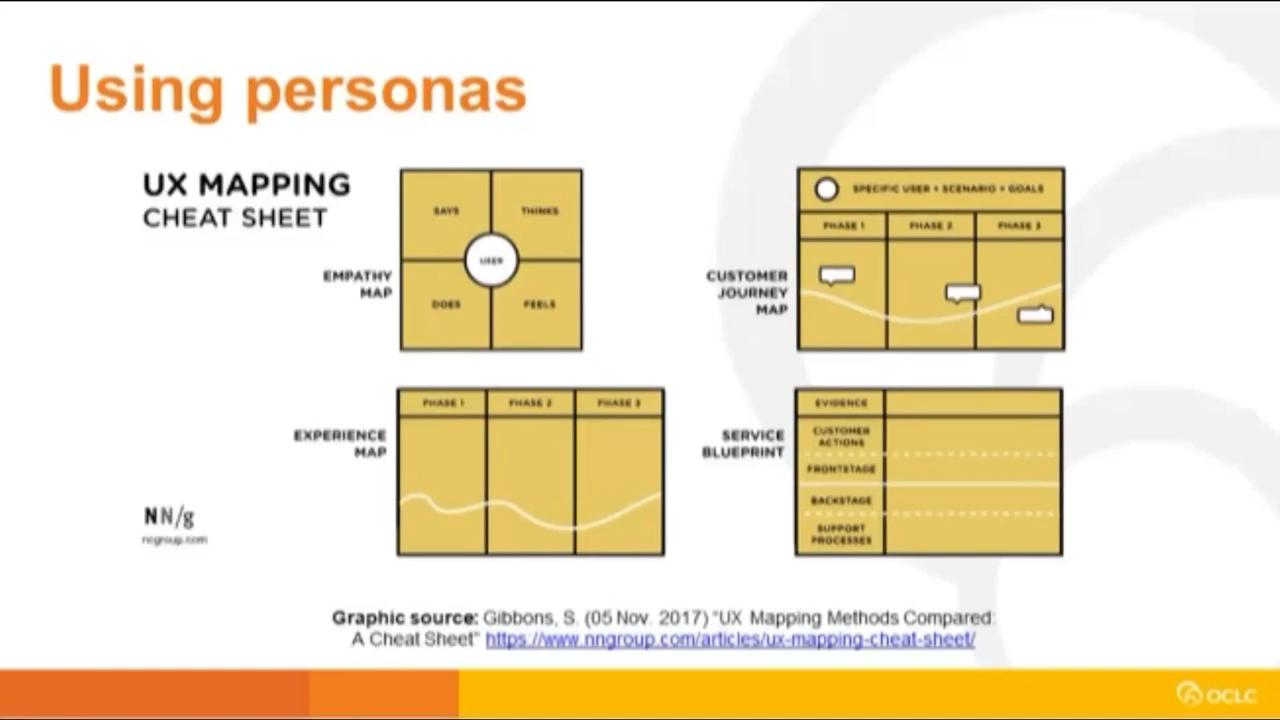 Using personas
UX MAPPING
CHEAT SHEET
EMPATHY
MAP
SAYS
THINKS
USER
DOES
FEELS
CUSTOMER
JOURNEY
MAP
SPECIFIC USER + SCENARIO + GOALS
PHASE 1
PHASE 2
PHASE 3
EXPERIENCE
MAP
PHASE 1
PHASE 2
PHASE 3
SERVICE
BLUEPRINT
EVIDENCE
CUSTOMER
ACTIONS
FRONTSTAGE
BACKSTAGE
SUPPORT
PROCESSES
NN/g
nngroup.com
Graphic source: Gibbons, S. (05 Nov. 2017) "UX Mapping Methods Compared:
A Cheat Sheet" https://www.nngroup.com/articles/ux-mapping-cheat-sheet/
OCLC